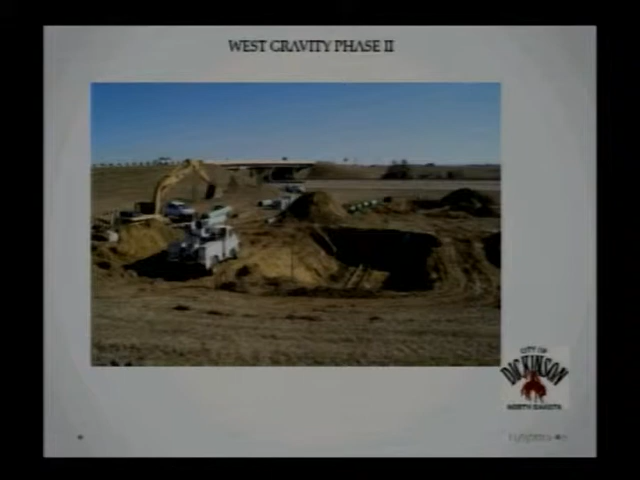 WEST GRAVITY PHASE II
CITY OF
DICKINSON
NORTH DAKOTA